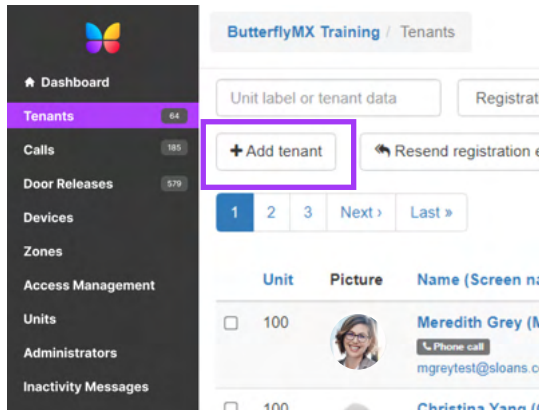 ButterflyMX Training / Tenants
Dashboard
Tenants 64
Calls 185
Door Releases 579
Devices
Zones
Access Management
Units
Administrators
Inactivity Messages
Unit label or tenant data
+ Add tenant
Resend registration
1 2 3 Next › Last »
Unit Picture Name (Screen
100 Meredith Grey
Phone call
mgreytest@sloans.
100 Christina Yang